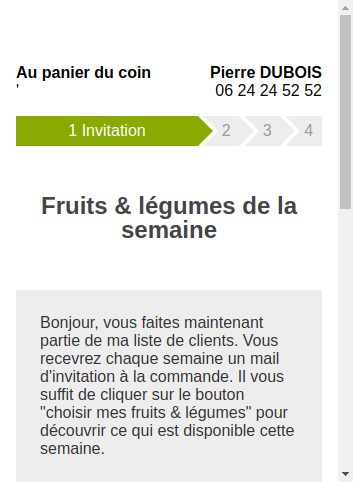 Au panier du coin
Pierre DUBOIS
'
06 24 24 52 52
1 Invitation
2
3
4
Fruits & légumes de la
semaine
Bonjour, vous faites maintenant
partie de ma liste de clients. Vous
recevrez chaque semaine un mail
d'invitation à la commande. Il vous
suffit de cliquer sur le bouton
"choisir mes fruits & légumes" pour
découvrir ce qui est disponible cette
semaine.